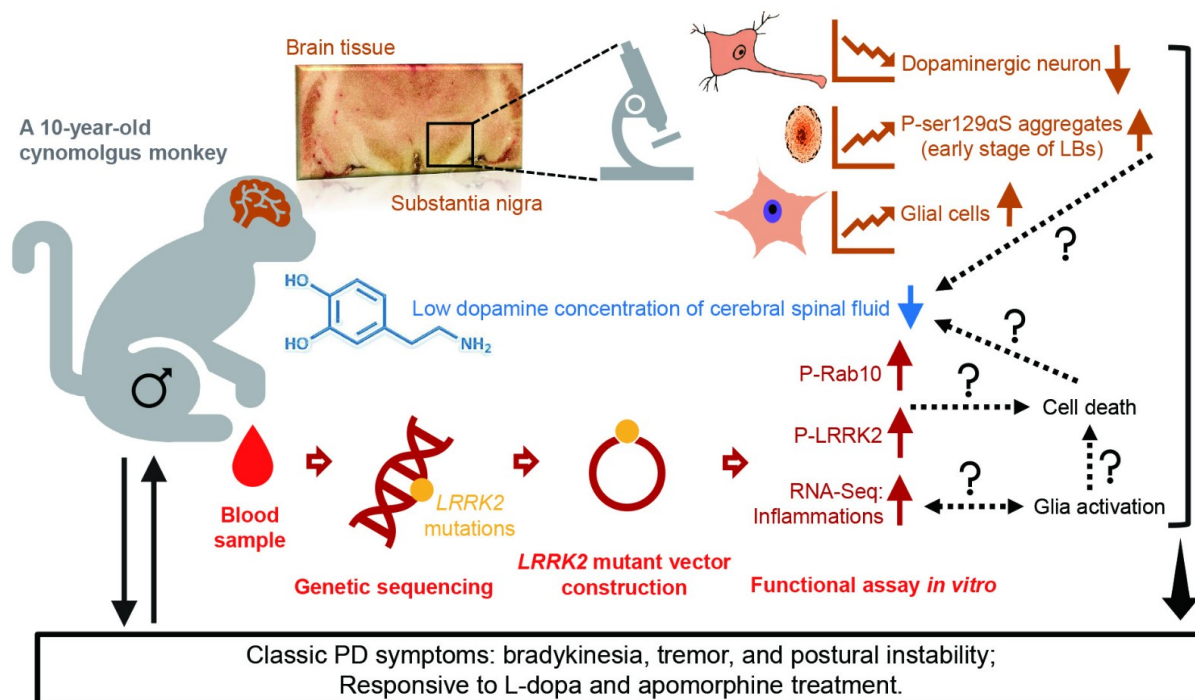 Brain tissue
A 10-year-old
cynomolgus monkey
Substantia nigra
Dopaminergic neuron
P-ser129αS aggregates
(early stage of LBs)
Glial cells
?
HO
HO
NH₂
Low dopamine concentration of cerebral spinal fluid
?
P-Rab10
?
Cell death
P-LRRK2
?
RNA-Seq:
Inflammations
?
Glia activation
♂
Blood
sample
LRRK2
mutations
Genetic sequencing
LRRK2 mutant vector
construction
Functional assay in vitro
Classic PD symptoms: bradykinesia, tremor, and postural instability;
Responsive to L-dopa and apomorphine treatment.